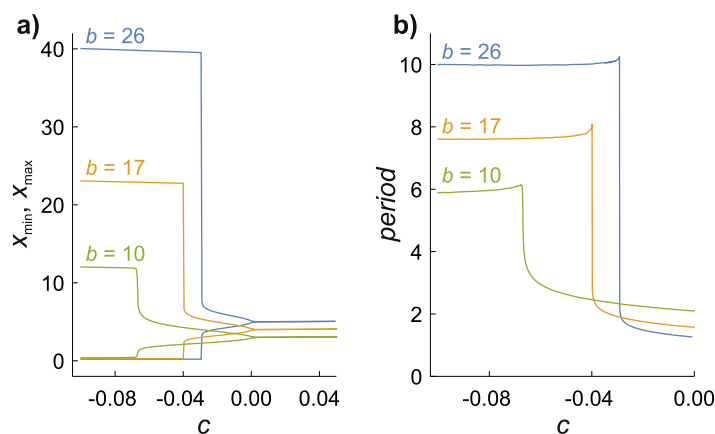 a)
b = 26
b = 17
b = 10
x_min, x_max
40
30
20
10
0
-0.08 -0.04 0.00 0.04
c
b)
b = 26
b = 17
b = 10
period
10
8
6
4
2
0
-0.08 -0.04 0.00
c